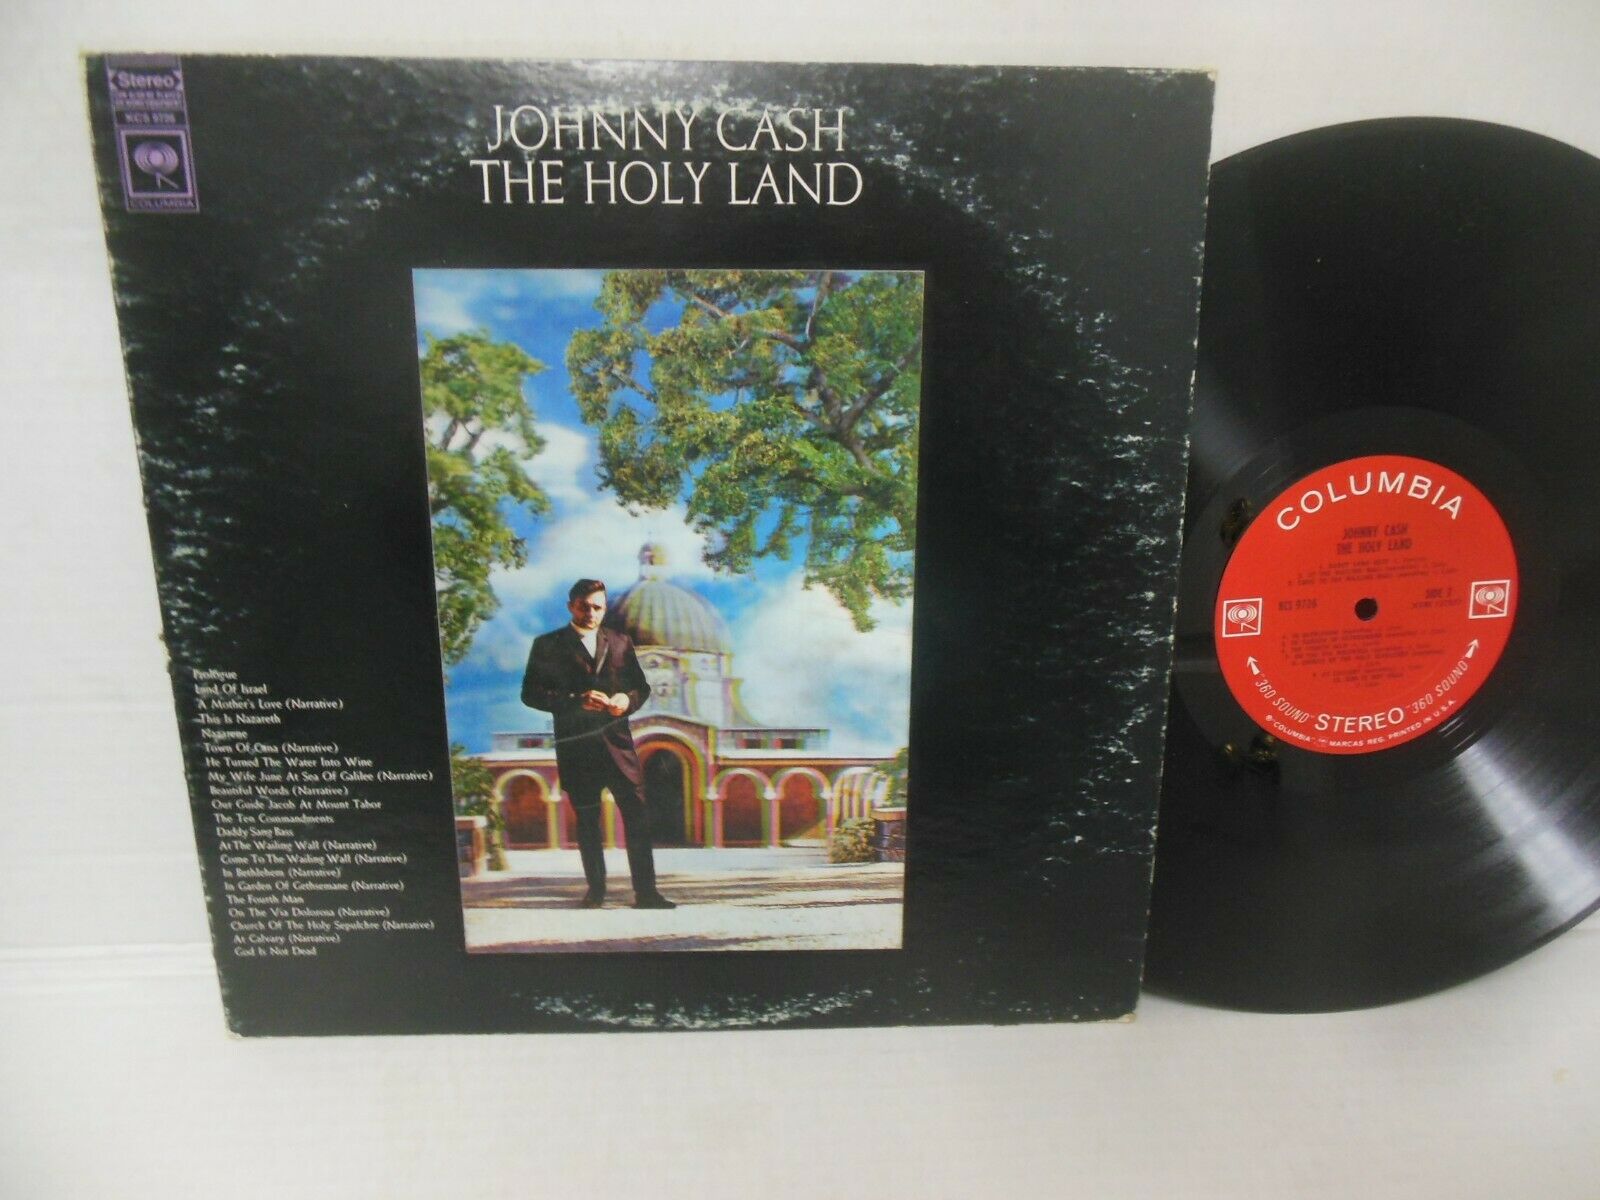 Stereo
KCS 9726
COLUMBIA
JOHNNY CASH
THE HOLY LAND
Prologue
Land Of Israel
A Mother's Love (Narrative)
This Is Nazareth
Nazarene
Town Of Cana (Narrative)
He Turned The Water Into Wine
My Wife June At Sea Of Galilee (Narrative)
Beautiful Words (Narrative)
Our Guide Jacob At Mount Tabor
The Ten Commandments
Daddy Sang Bass
At The Wailing Wall (Narrative)
Come To The Wailing Wall (Narrative)
In Bethlehem (Narrative)
In Garden Of Gethsemane (Narrative)
The Fourth Man
On The Via Dolorosa (Narrative)
Church Of The Holy Sepulchre (Narrative)
At Calvary (Narrative)
God Is Not Dead
COLUMBIA
JOHNNY CASH
THE HOLY LAND
KCS 9726
SIDE 2
"360 SOUND" STEREO "360 SOUND"
® "COLUMBIA" MARCAS REG. PRINTED IN U.S.A.